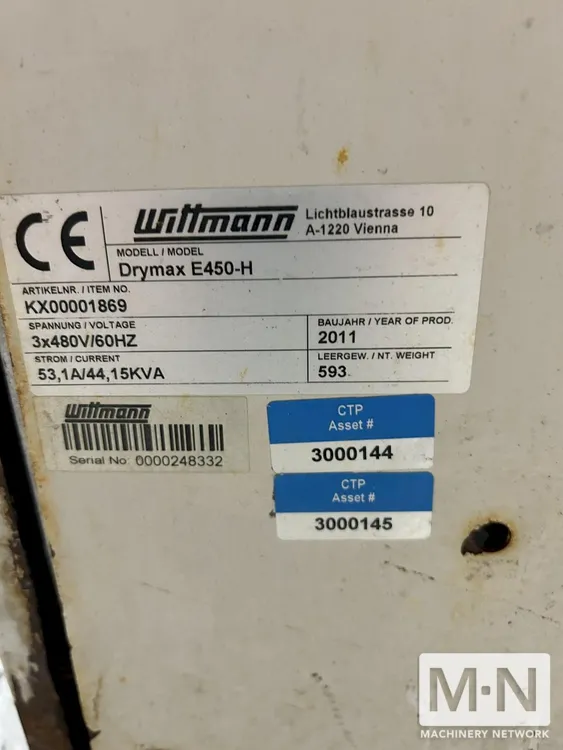 CE
Wittmann
Lichtblaustrasse 10
A-1220 Vienna
MODELL / MODEL
Drymax E450-H
ARTIKELNR. / ITEM NO.
KX00001869
SPANNUNG / VOLTAGE
3x480V/60HZ
BAUJAHR / YEAR OF PROD.
2011
STROM / CURRENT
53,1A/44,15KVA
LEERGEW. / NT. WEIGHT
593
Wittmann
Serial No: 0000248332
CTP
Asset #
3000144
CTP
Asset #
3000145
M·N
MACHINERY NETWORK